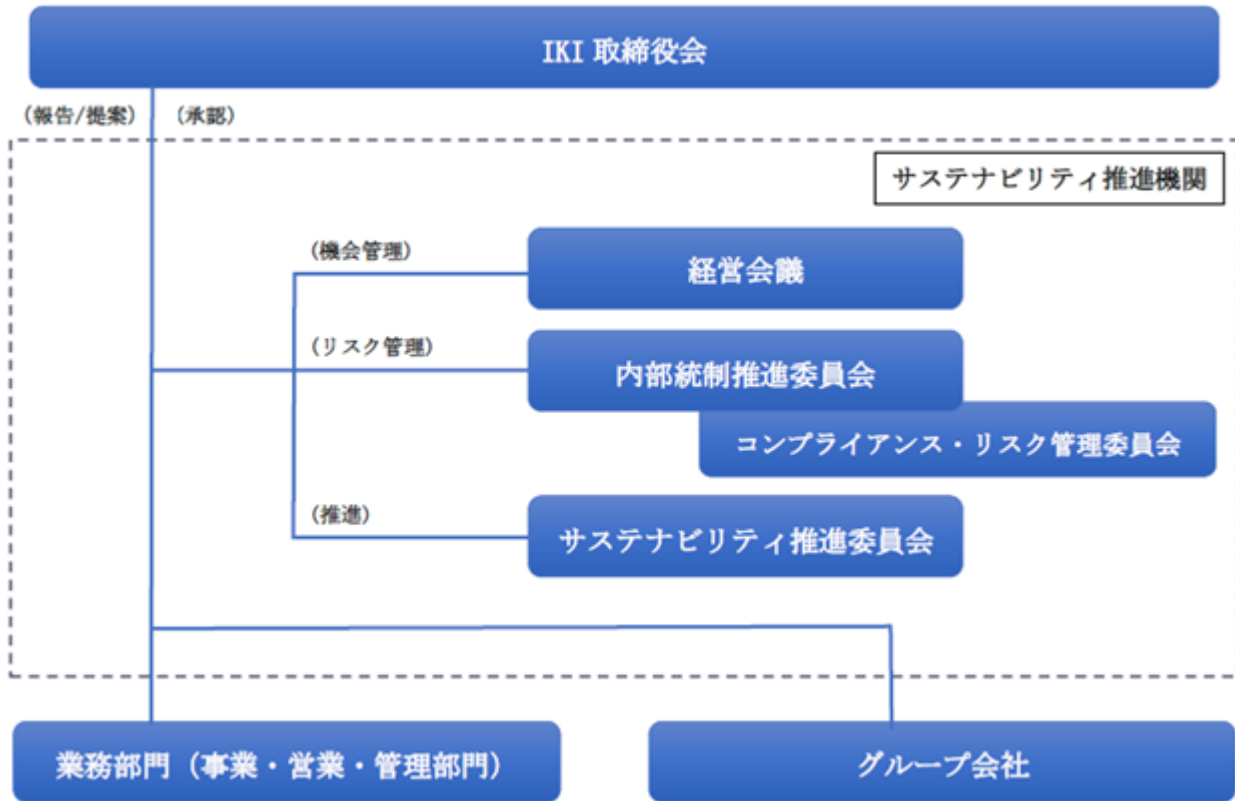 IKI 取締役会
(報告/提案) (承認)
サステナビリティ推進機関
(機会管理)
経営会議
(リスク管理)
内部統制推進委員会
コンプライアンス・リスク管理委員会
(推進)
サステナビリティ推進委員会
業務部門（事業・営業・管理部門）
グループ会社